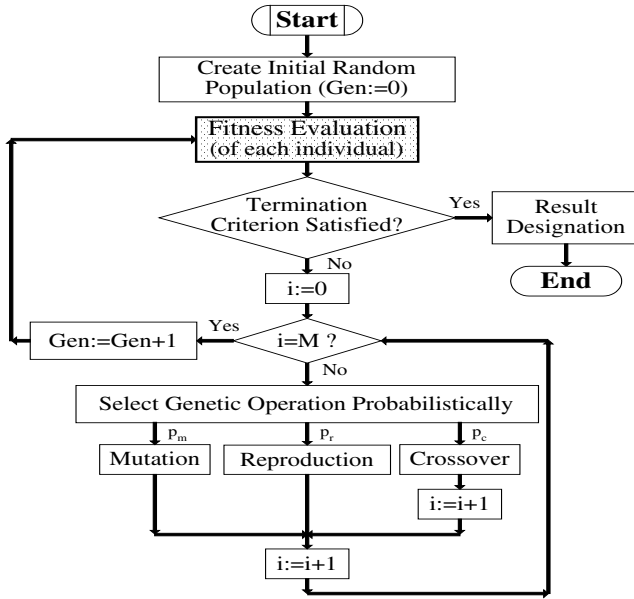 Start
Create Initial Random
Population (Gen:=0)
Fitness Evaluation
(of each individual)
Termination
Criterion Satisfied?
Yes
Result
Designation
End
No
i:=0
Gen:=Gen+1
Yes
i=M ?
No
Select Genetic Operation Probabilistically
pm
pr
pc
Mutation
Reproduction
Crossover
i:=i+1
i:=i+1